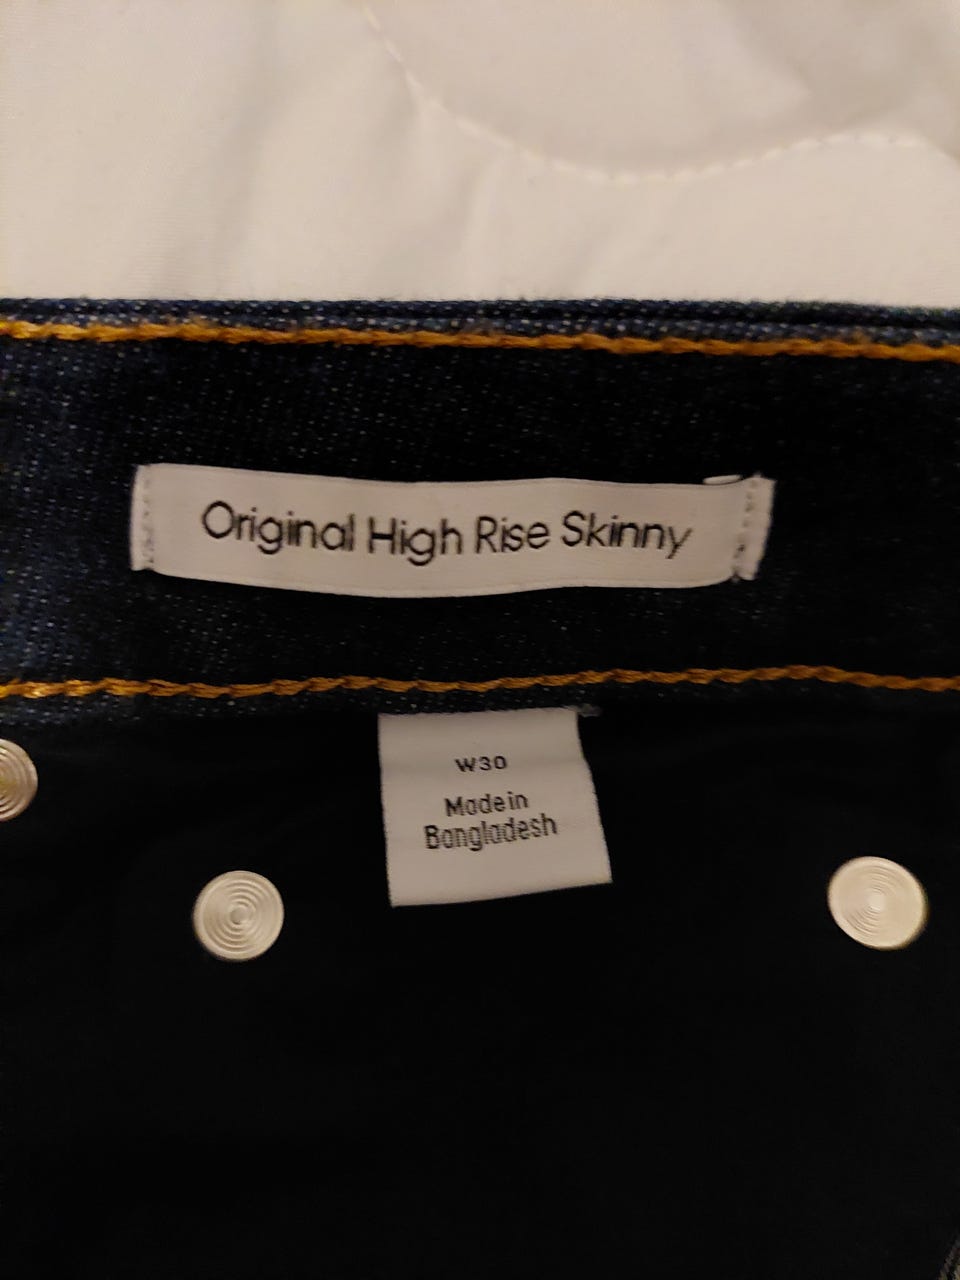 Original High Rise Skinny
W30
Made in
Bangladesh